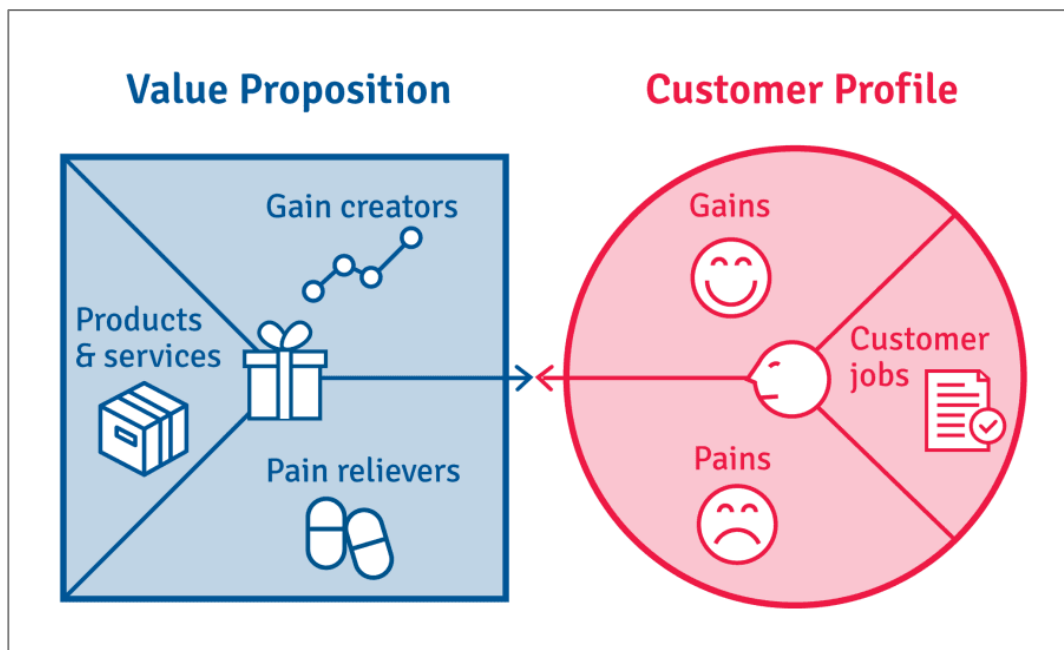 Value Proposition
Customer Profile
Gain creators
Products
& services
Pain relievers
Gains
Customer
jobs
Pains